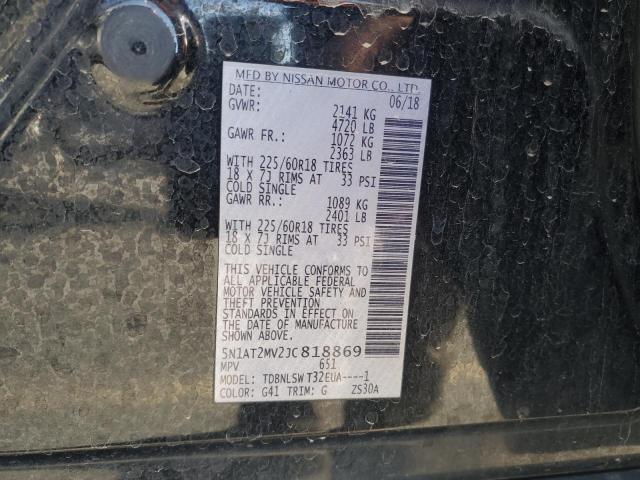 MFD BY NISSAN MOTOR CO., LTD.
DATE: 06/18
GVWR: 2141 KG
4720 LB
GAWR FR.: 1072 KG
2363 LB
WITH 225/60R18 TIRES
18 X 7J RIMS AT 33 PSI
COLD SINGLE
GAWR RR.: 1089 KG
2401 LB
WITH 225/60R18 TIRES
18 X 7J RIMS AT 33 PSI
COLD SINGLE
THIS VEHICLE CONFORMS TO
ALL APPLICABLE FEDERAL
MOTOR VEHICLE SAFETY AND
THEFT PREVENTION
STANDARDS IN EFFECT ON
THE DATE OF MANUFACTURE
SHOWN ABOVE.
5N1AT2MV2JC818869
MPV 651
MODEL: TDBNLSW T32EUA----1
COLOR: G41 TRIM: G ZS30A